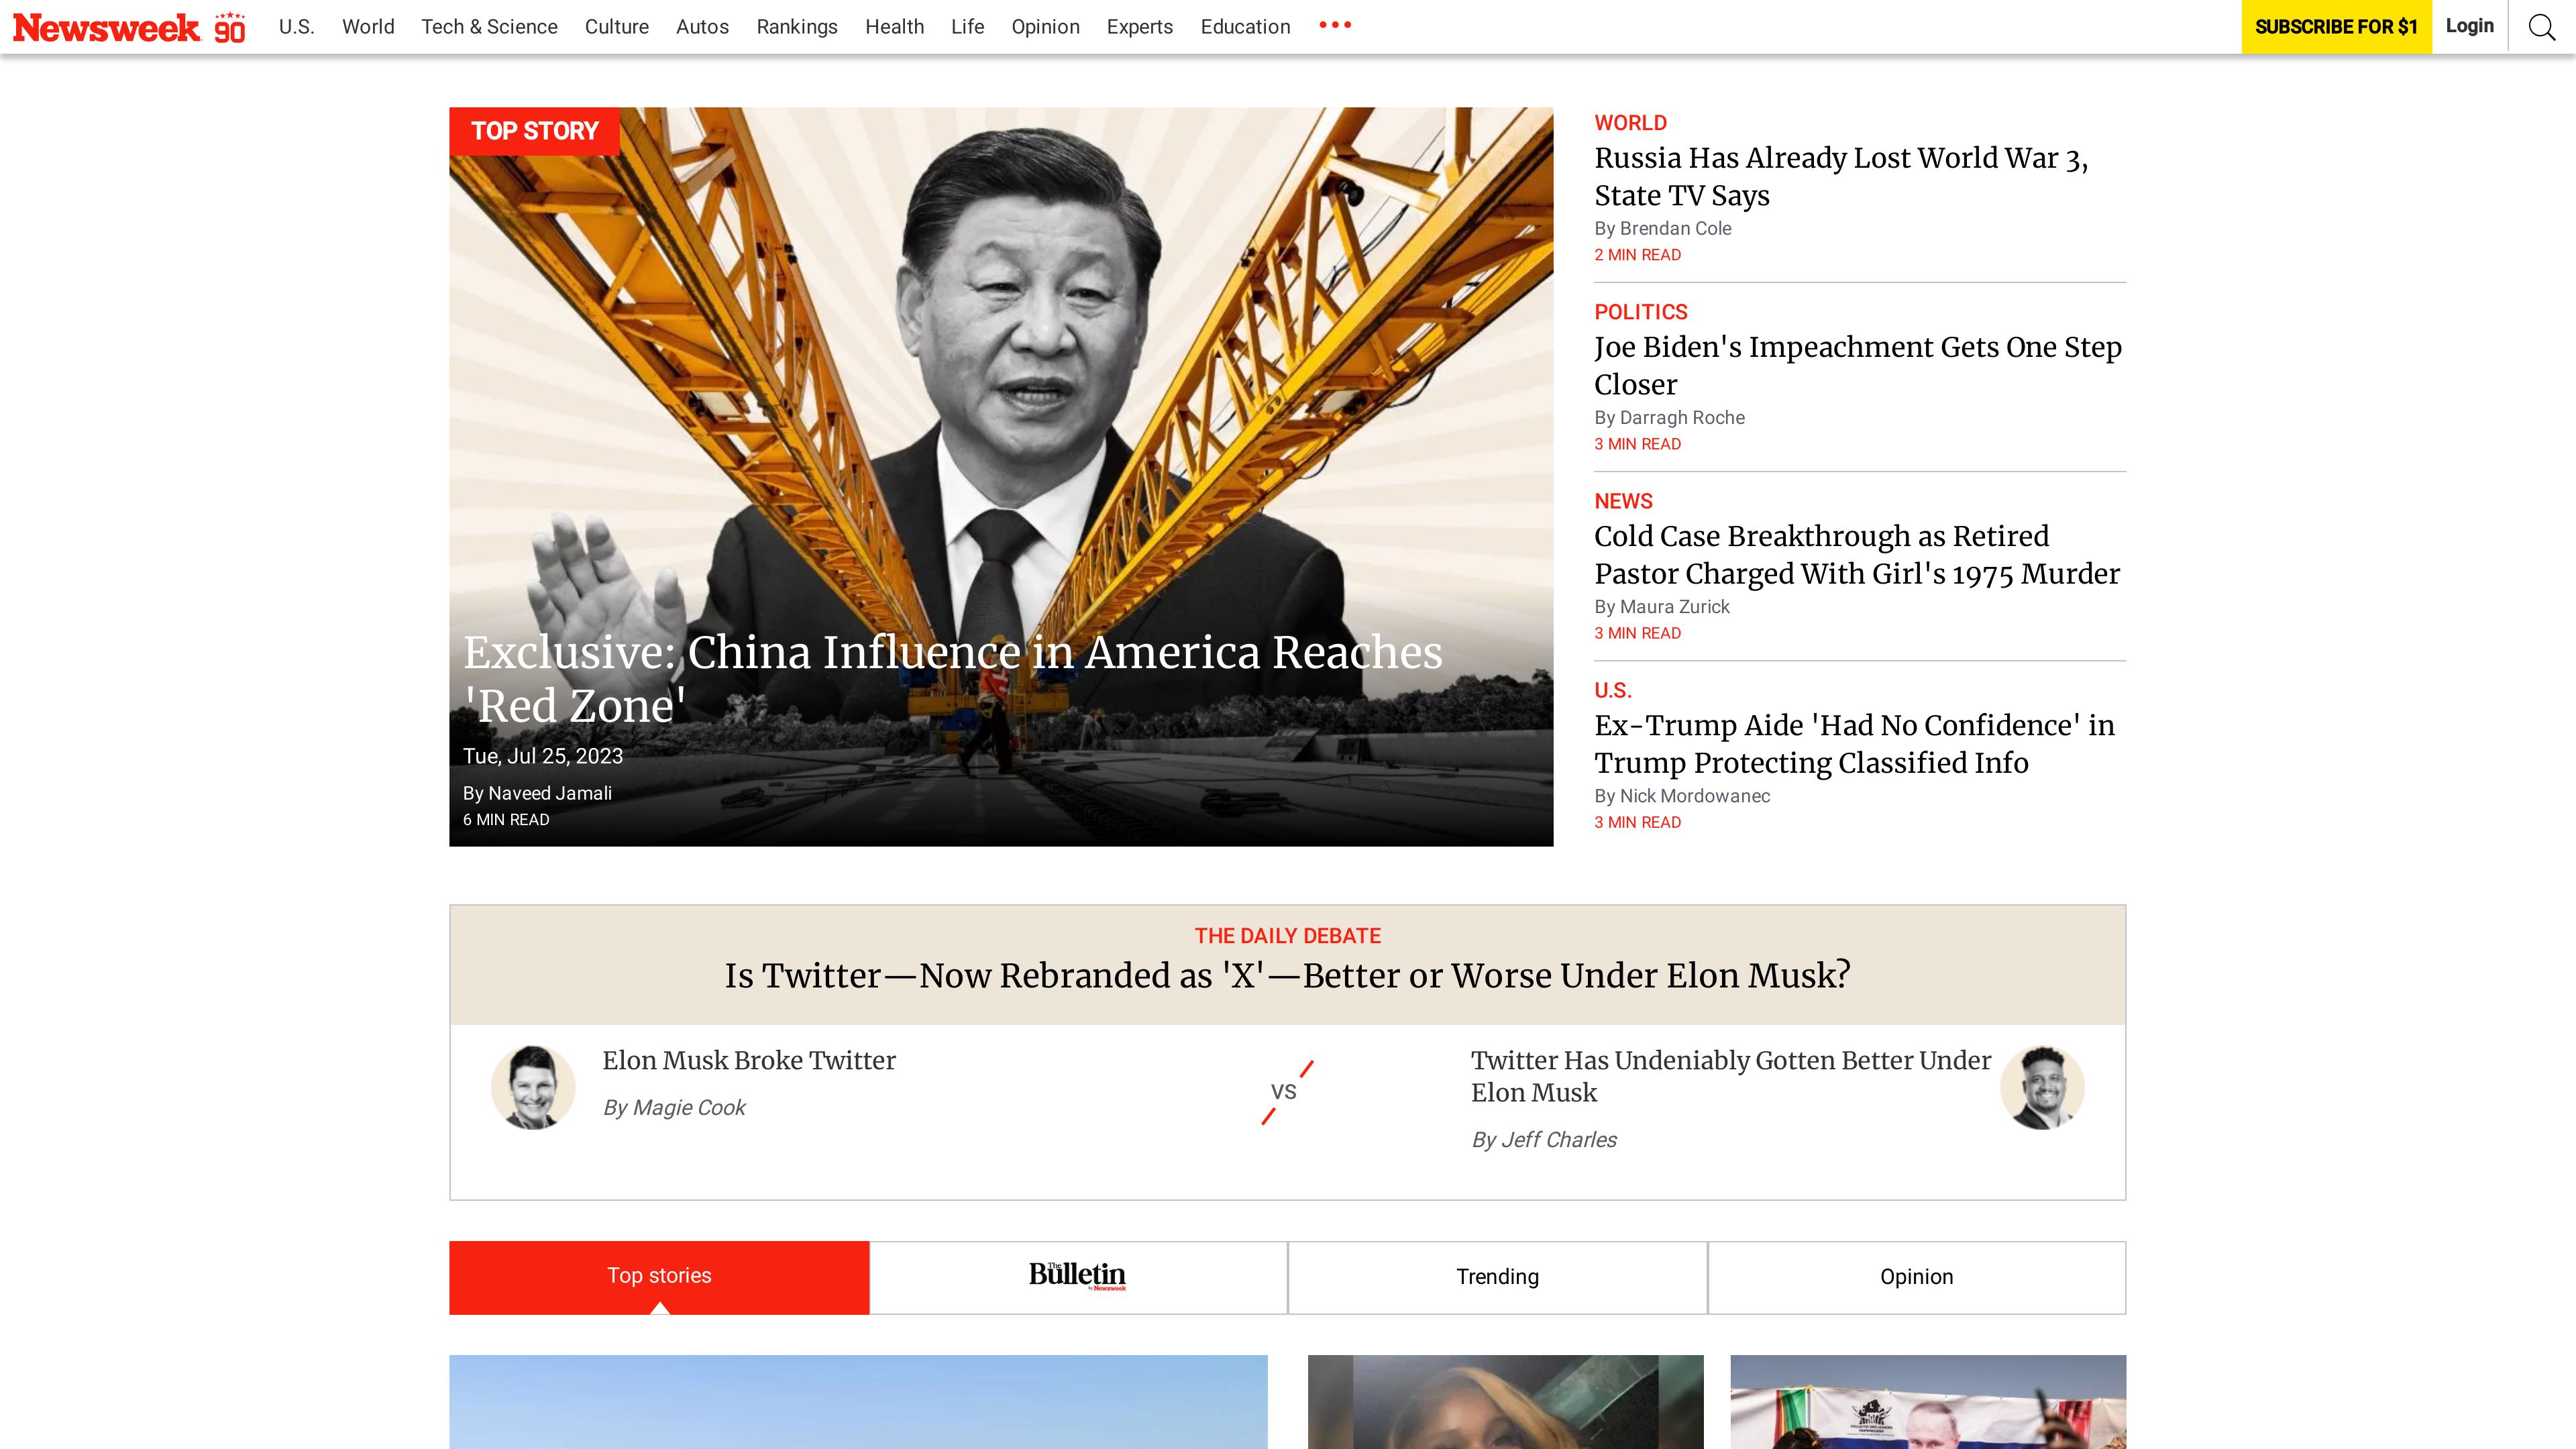 Newsweek 90 U.S. World Tech & Science Culture Autos Rankings Health Life Opinion Experts Education SUBSCRIBE FOR $1 Login
TOP STORY
Exclusive: China Influence in America Reaches
'Red Zone'
Tue, Jul 25, 2023
By Naveed Jamali
6 MIN READ
WORLD
Russia Has Already Lost World War 3,
State TV Says
By Brendan Cole
2 MIN READ
POLITICS
Joe Biden's Impeachment Gets One Step
Closer
By Darragh Roche
3 MIN READ
NEWS
Cold Case Breakthrough as Retired
Pastor Charged With Girl's 1975 Murder
By Maura Zurick
3 MIN READ
U.S.
Ex-Trump Aide 'Had No Confidence' in
Trump Protecting Classified Info
By Nick Mordowanec
3 MIN READ
THE DAILY DEBATE
Is Twitter—Now Rebranded as 'X'—Better or Worse Under Elon Musk?
Elon Musk Broke Twitter
By Magie Cook
VS
Twitter Has Undeniably Gotten Better Under
Elon Musk
By Jeff Charles
Top stories
The Bulletin
by Newsweek
Trending
Opinion